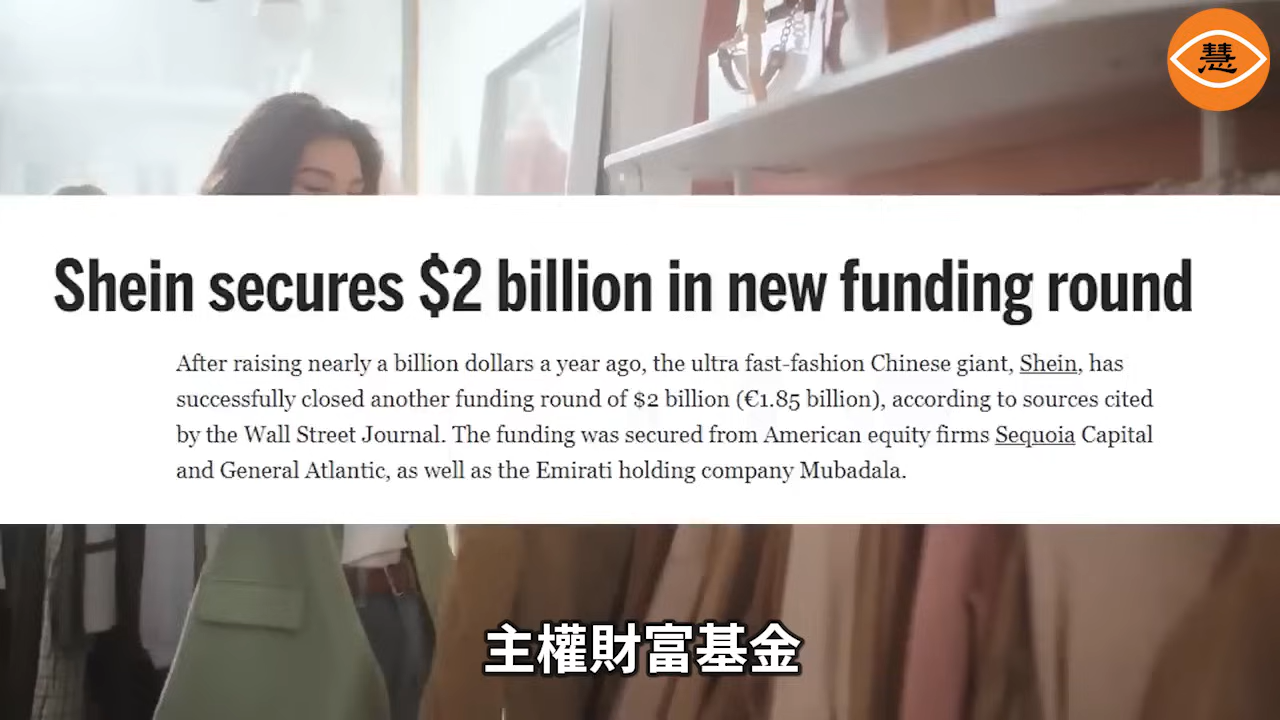 慧
Shein secures $2 billion in new funding round
After raising nearly a billion dollars a year ago, the ultra fast-fashion Chinese giant, Shein, has
successfully closed another funding round of $2 billion (€1.85 billion), according to sources cited
by the Wall Street Journal. The funding was secured from American equity firms Sequoia Capital
and General Atlantic, as well as the Emirati holding company Mubadala.
主權財富基金